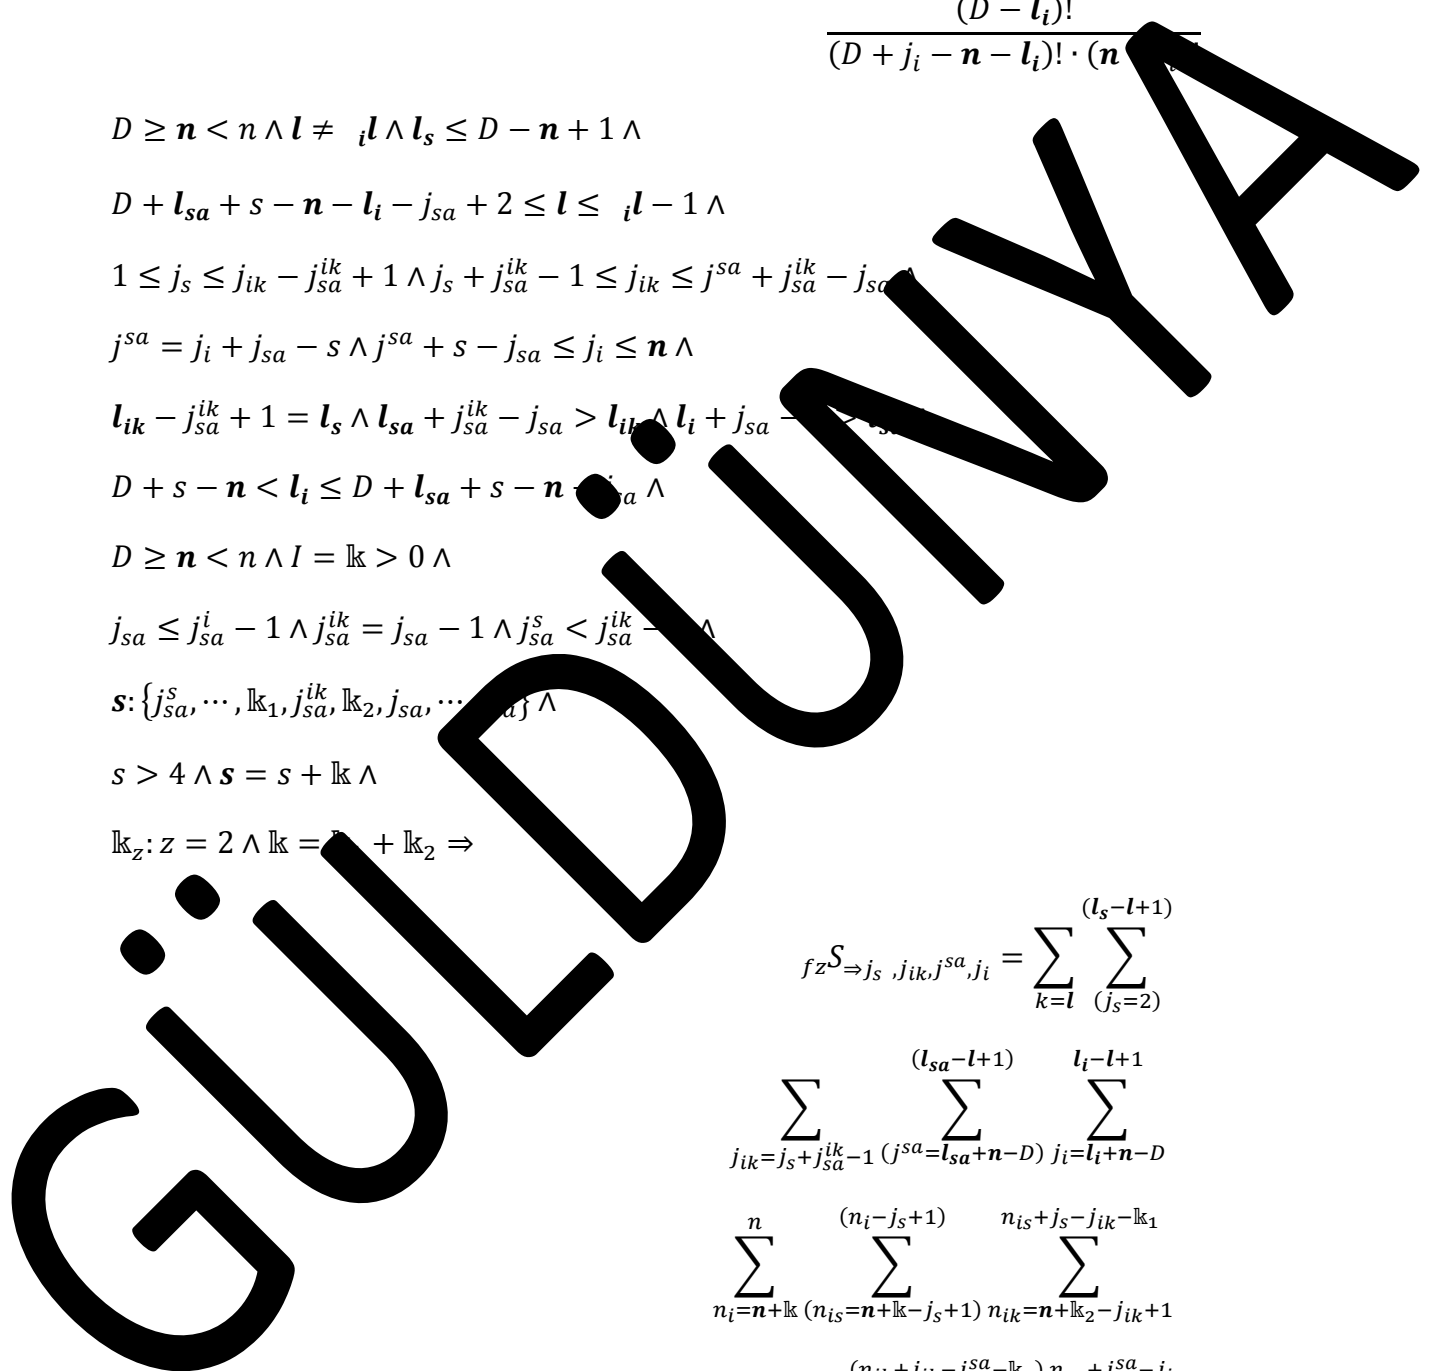 (D − l_i)!
(D + j_i − n − l_i)! · (n
D ≥ n < n ∧ l ≠ _il ∧ l_s ≤ D − n + 1 ∧
D + l_sa + s − n − l_i − j_sa + 2 ≤ l ≤ _il − 1 ∧
1 ≤ j_s ≤ j_ik − j_sa^ik + 1 ∧ j_s + j_sa^ik − 1 ≤ j_ik ≤ j^sa + j_sa^ik − j_sa ∧
j^sa = j_i + j_sa − s ∧ j^sa + s − j_sa ≤ j_i ≤ n ∧
l_ik − j_sa^ik + 1 = l_s ∧ l_sa + j_sa^ik − j_sa > l_ik ∧ l_i + j_sa − > l_sa
D + s − n < l_i ≤ D + l_sa + s − n − j_sa ∧
D ≥ n < n ∧ I = 𝕜 > 0 ∧
j_sa ≤ j_sa^i − 1 ∧ j_sa^ik = j_sa − 1 ∧ j_sa^s < j_sa^ik − ∧
s: {j_sa^s, ⋯ , 𝕜_1, j_sa^ik, 𝕜_2, j_sa, ⋯ } ∧
s > 4 ∧ s = s + 𝕜 ∧
𝕜_z: z = 2 ∧ 𝕜 = + 𝕜_2 ⇒
(l_s−l+1)
_fzS_⇒j_s ,j_ik,j^sa,j_i = ∑ ∑
k=l (j_s=2)
(l_sa−l+1) l_i−l+1
∑ ∑ ∑
j_ik=j_s+j_sa^ik−1 (j^sa=l_sa+n−D) j_i=l_i+n−D
n (n_i−j_s+1) n_is+j_s−j_ik−𝕜_1
∑ ∑ ∑
n_i=n+𝕜 (n_is=n+𝕜−j_s+1) n_ik=n+𝕜_2−j_ik+1
GÜLDÜNYA